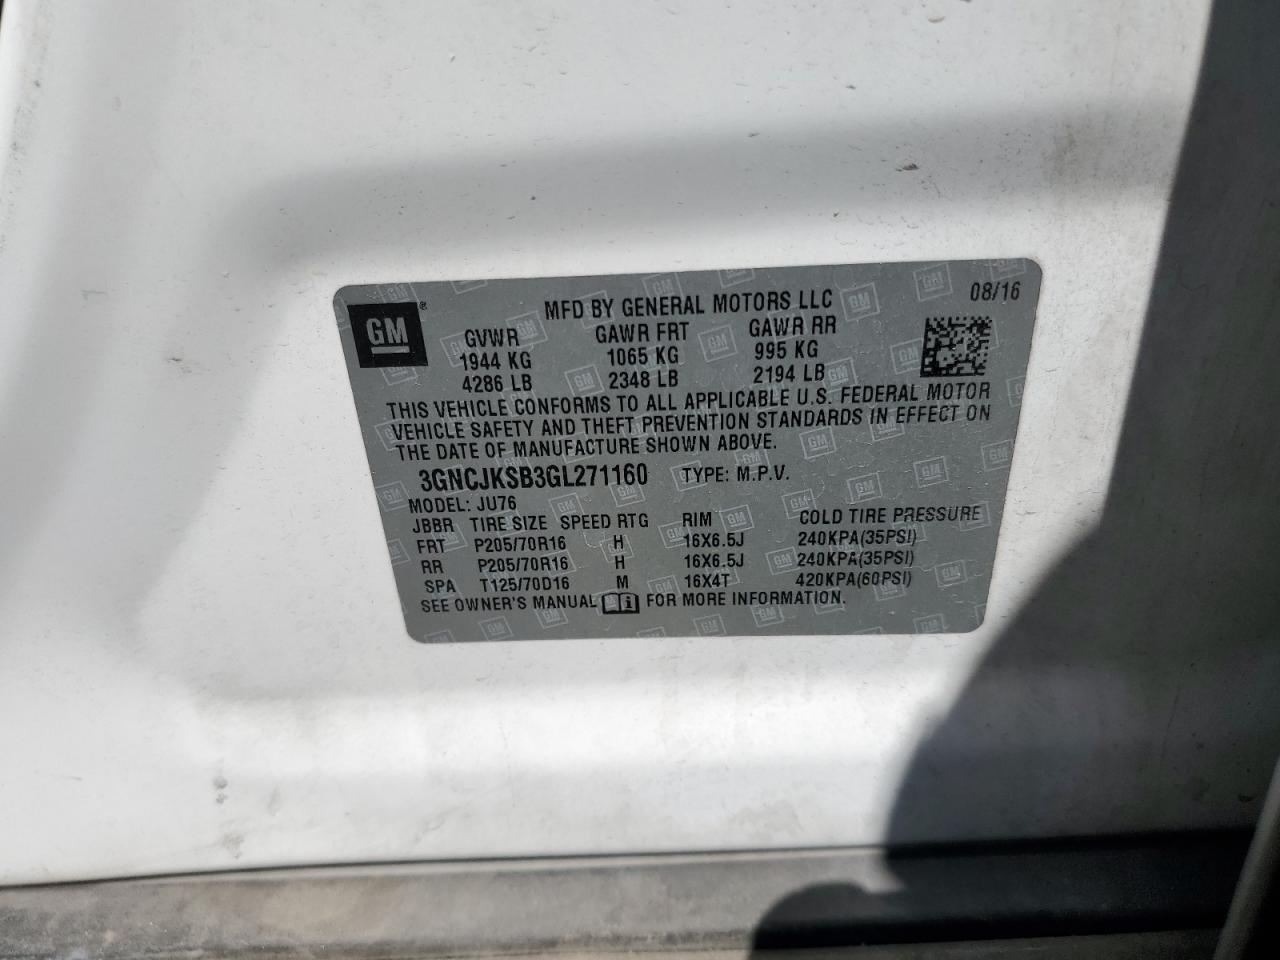 GM®
MFD BY GENERAL MOTORS LLC 08/16
GVWR GAWR FRT GAWR RR
1944 KG 1065 KG 995 KG
4286 LB 2348 LB 2194 LB
THIS VEHICLE CONFORMS TO ALL APPLICABLE U.S. FEDERAL MOTOR
VEHICLE SAFETY AND THEFT PREVENTION STANDARDS IN EFFECT ON
THE DATE OF MANUFACTURE SHOWN ABOVE.
3GNCJKSB3GL271160 TYPE: M.P.V.
MODEL: JU76
JBBR TIRE SIZE SPEED RTG RIM COLD TIRE PRESSURE
FRT P205/70R16 H 16X6.5J 240KPA(35PSI)
RR P205/70R16 H 16X6.5J 240KPA(35PSI)
SPA T125/70D16 M 16X4T 420KPA(60PSI)
SEE OWNER'S MANUAL FOR MORE INFORMATION.